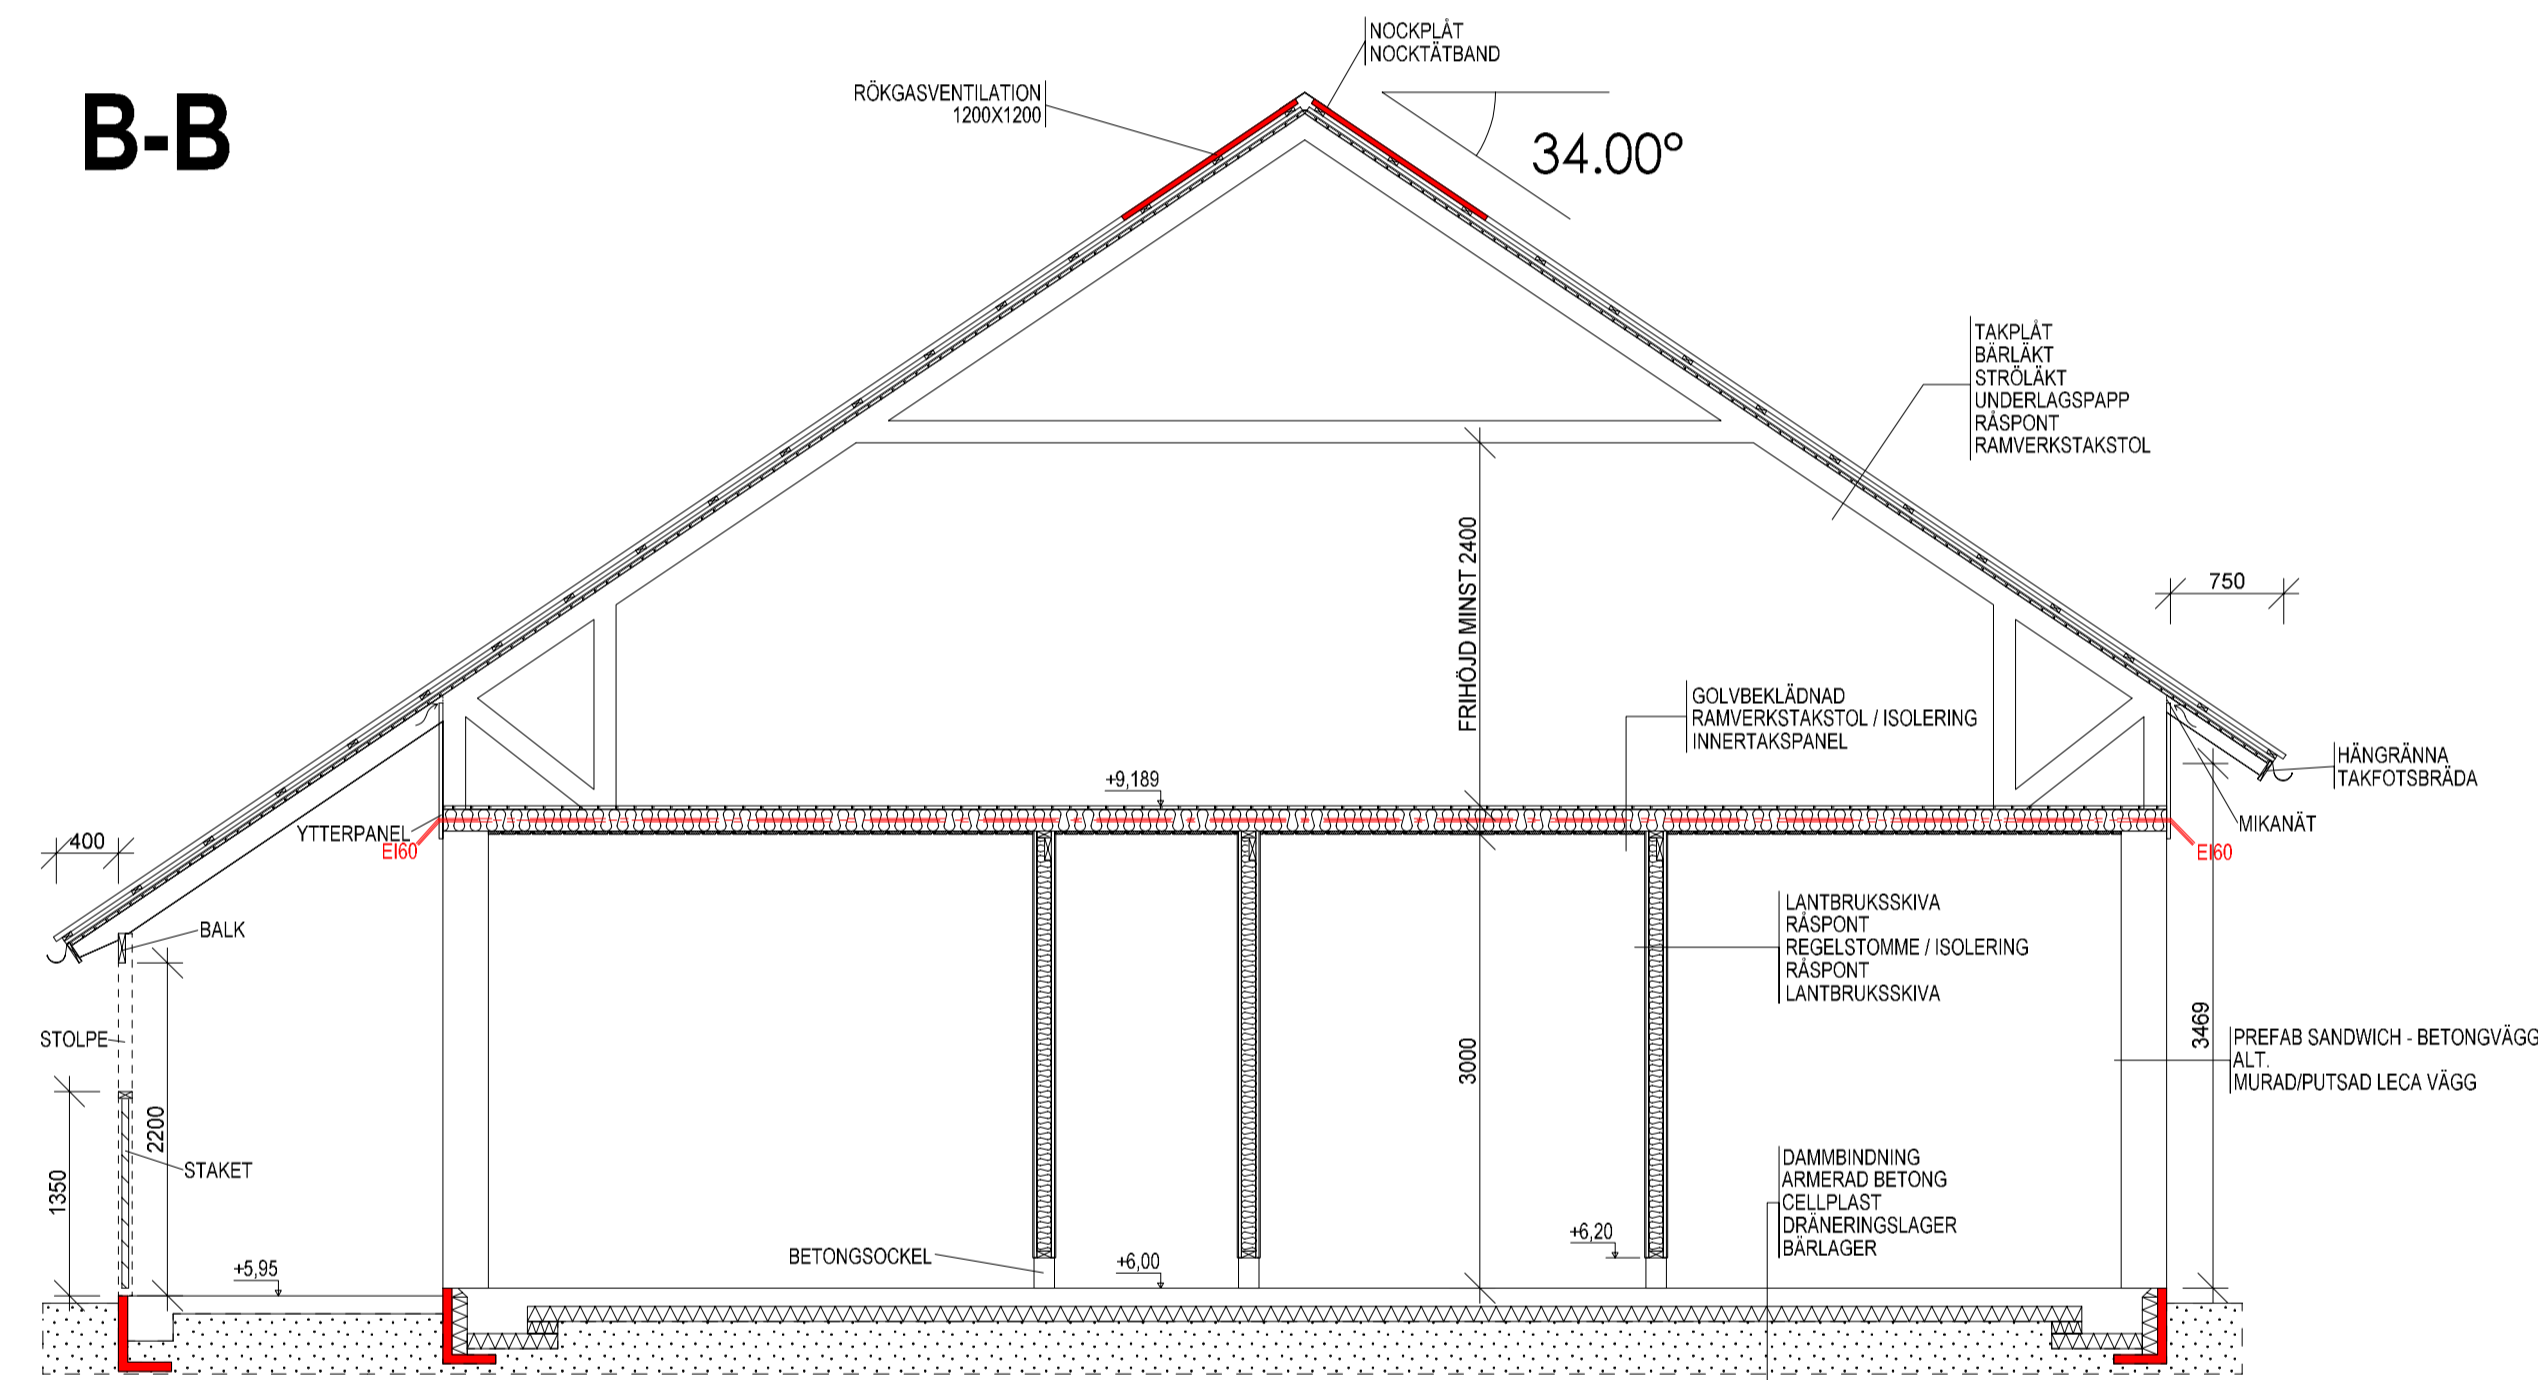 B-B
NOCKPLÅT
NOCKTÄTBAND
RÖKGASVENTILATION
1200X1200
34.00°
TAKPLÅT
BÄRLÄKT
STRÖLÄKT
UNDERLAGSPAPP
RÅSPONT
RAMVERKSTAKSTOL
750
FRIHÖJD MINST 2400
GOLVBEKLÄDNAD
RAMVERKSTAKSTOL / ISOLERING
INNERTAKSPANEL
HÄNGRÄNNA
TAKFOTSBRÄDA
+9,189
MIKANÄT
YTTERPANEL
EI60
EI60
400
BALK
LANTBRUKSSKIVA
RÅSPONT
REGELSTOMME / ISOLERING
RÅSPONT
LANTBRUKSSKIVA
STOLPE
3469
3000
PREFAB SANDWICH - BETONGVÄGG
ALT.
MURAD/PUTSAD LECA VÄGG
2200
1350
STAKET
DAMMBINDNING
ARMERAD BETONG
CELLPLAST
DRÄNERINGSLAGER
BÄRLAGER
+6,20
BETONGSOCKEL
+6,00
+5,95